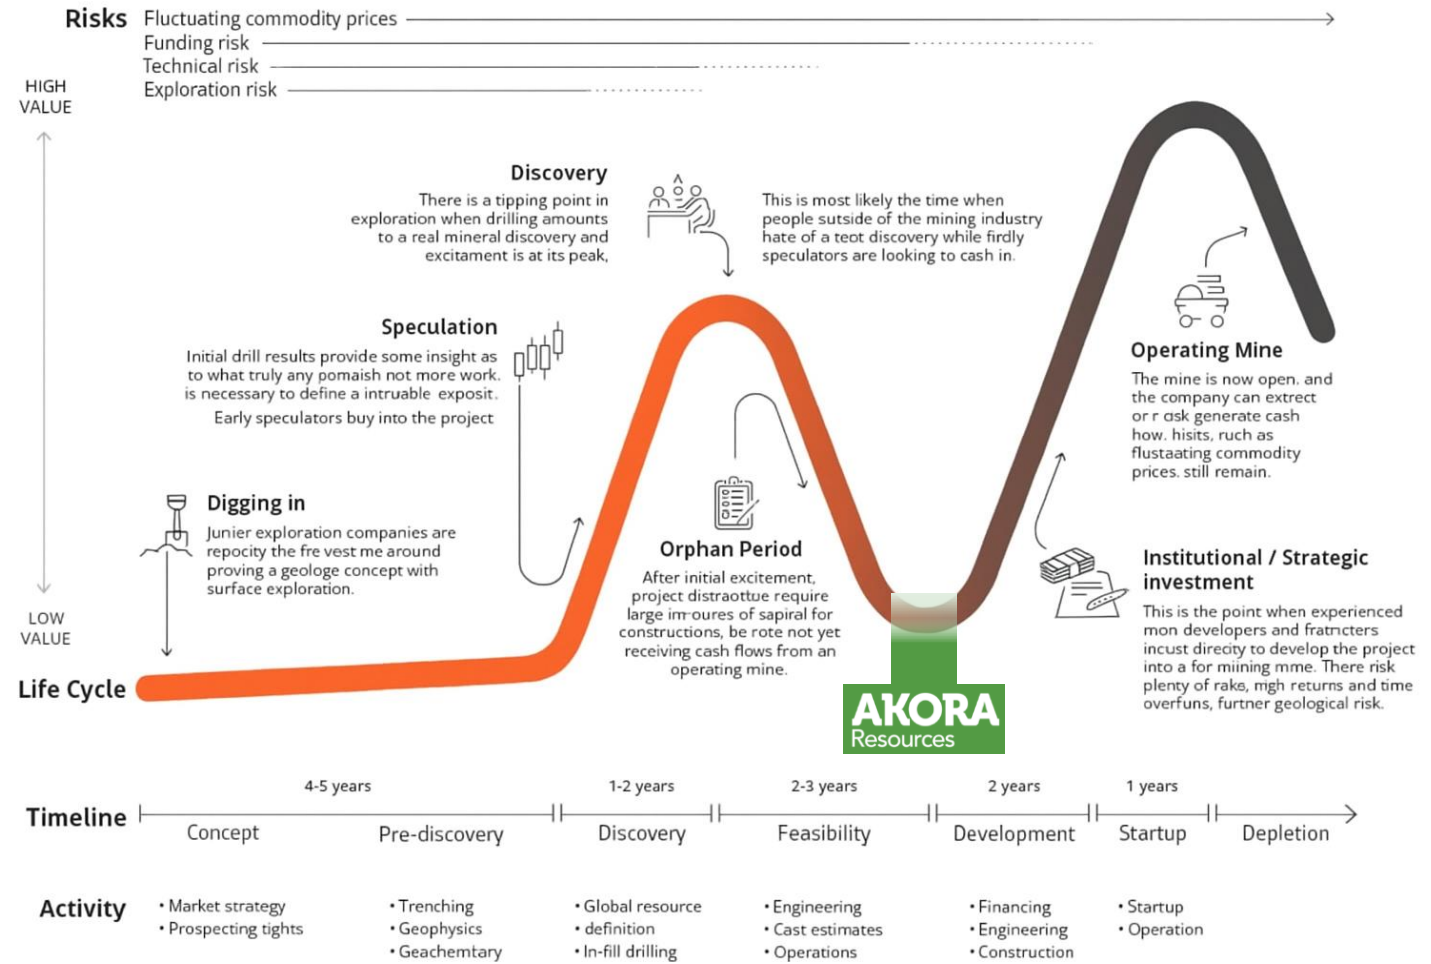 Risks
Fluctuating commodity prices
Funding risk
Technical risk
Exploration risk
HIGH
VALUE
LOW
VALUE
Discovery
There is a tipping point in
exploration when drilling amounts
to a real mineral discovery and
excitament is at its peak,
This is most likely the time when
people sutside of the mining industry
hate of a teot discovery while firdly
speculators are looking to cash in.
Speculation
Initial drill results provide some insight as
to what truly any pomaish not more work.
is necessary to define a intruable exposit.
Early speculators buy into the project
Digging in
Junier exploration companies are
repocity the fre vest me around
proving a geologe concept with
surface exploration.
Orphan Period
After initial excitement,
project distraottue require
large im-oures of sapiral for
constructions, be rote not yet
receiving cash flows from an
operating mine.
Operating Mine
The mine is now open. and
the company can extrect
or r ask generate cash
how. hisits, ruch as
flustaating commodity
prices. still remain.
Institutional / Strategic
investment
This is the point when experienced
mon developers and fratncters
incust direcity to develop the project
into a for miining mme. There risk
plenty of rake, righ returns and time
overfuns, furtner geological risk.
Life Cycle
AKORA
Resources
Timeline
4-5 years
1-2 years
2-3 years
2 years
1 years
Concept
Pre-discovery
Discovery
Feasibility
Development
Startup
Depletion
Activity
• Market strategy
• Prospecting tights
• Trenching
• Geophysics
• Geachemtary
• Global resource
• definition
• In-fill drilling
• Engineering
• Cast estimates
• Operations
• Financing
• Engineering
• Construction
• Startup
• Operation